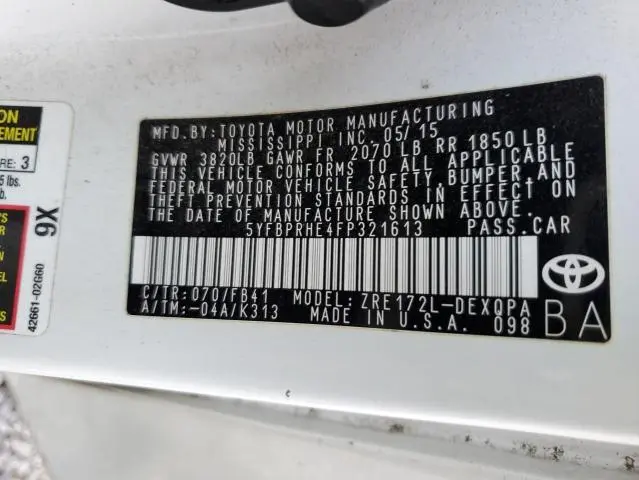 MFD. BY: TOYOTA MOTOR MANUFACTURING
MISSISSIPPI INC. 05/15
GVWR 3820LB GAWR FR 2070 LB RR 1850 LB
THIS VEHICLE CONFORMS TO ALL APPLICABLE
FEDERAL MOTOR VEHICLE SAFETY, BUMPER, AND
THEFT PREVENTION STANDARDS IN EFFECT ON
THE DATE OF MANUFACTURE SHOWN ABOVE.
5YFBPRHE4FP321613 PASS. CAR
C/TR: 070/FB41 MODEL: ZRE172L-DEXQPA
A/TM: -04A/K313 MADE IN U.S.A. 098
BA
ON
EMENT
RE: 3
5 lbs.
b.
9X
42661-02G60